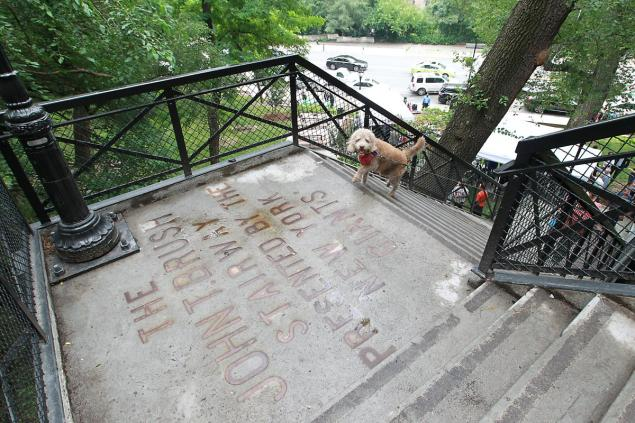 THE
JOHN T. BRUSH
STAIRWAY
PRESENTED BY THE
NEW YORK
GIANTS.